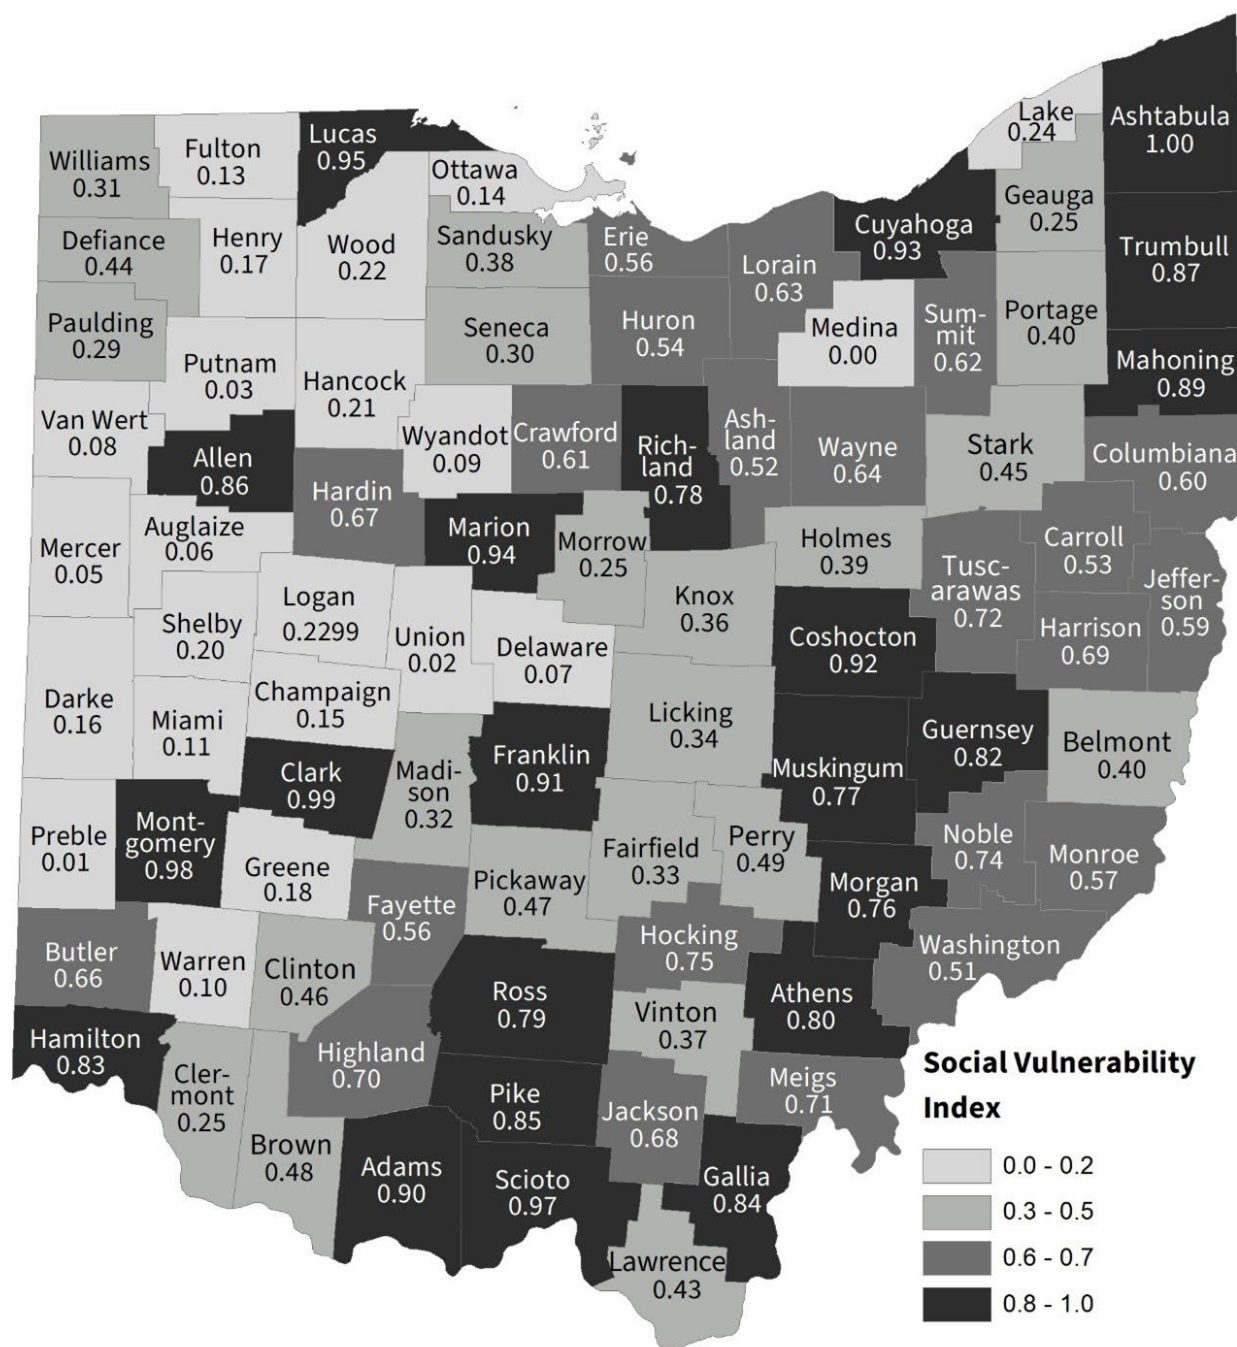 Lake
0.24
Ashtabula
1.00
Lucas
0.95
Fulton
0.13
Williams
0.31
Ottawa
0.14
Geauga
0.25
Cuyahoga
0.93
Defiance
0.44
Henry
0.17
Wood
0.22
Sandusky
0.38
Erie
0.56
Lorain
0.63
Trumbull
0.87
Paulding
0.29
Seneca
0.30
Huron
0.54
Medina
0.00
Sum-
mit
0.62
Portage
0.40
Putnam
0.03
Hancock
0.21
Mahoning
0.89
Van Wert
0.08
Allen
0.86
Wyandot
0.09
Crawford
0.61
Rich-
land
0.78
Ash-
land
0.52
Wayne
0.64
Stark
0.45
Columbiana
0.60
Hardin
0.67
Mercer
0.05
Auglaize
0.06
Marion
0.94
Morrow
0.25
Holmes
0.39
Carroll
0.53
Tusc-
arawas
0.72
Jeffer-
son
0.59
Shelby
0.20
Logan
0.2299
Union
0.02
Delaware
0.07
Knox
0.36
Coshocton
0.92
Harrison
0.69
Darke
0.16
Miami
0.11
Champaign
0.15
Licking
0.34
Guernsey
0.82
Belmont
0.40
Clark
0.99
Madi-
son
0.32
Franklin
0.91
Muskingum
0.77
Preble
0.01
Mont-
gomery
0.98
Greene
0.18
Fairfield
0.33
Perry
0.49
Noble
0.74
Monroe
0.57
Pickaway
0.47
Morgan
0.76
Fayette
0.56
Butler
0.66
Warren
0.10
Clinton
0.46
Hocking
0.75
Washington
0.51
Ross
0.79
Athens
0.80
Vinton
0.37
Hamilton
0.83
Highland
0.70
Cler-
mont
0.25
Pike
0.85
Jackson
0.68
Meigs
0.71
Brown
0.48
Adams
0.90
Scioto
0.97
Gallia
0.84
Lawrence
0.43
Social Vulnerability
Index
0.0 - 0.2
0.3 - 0.5
0.6 - 0.7
0.8 - 1.0